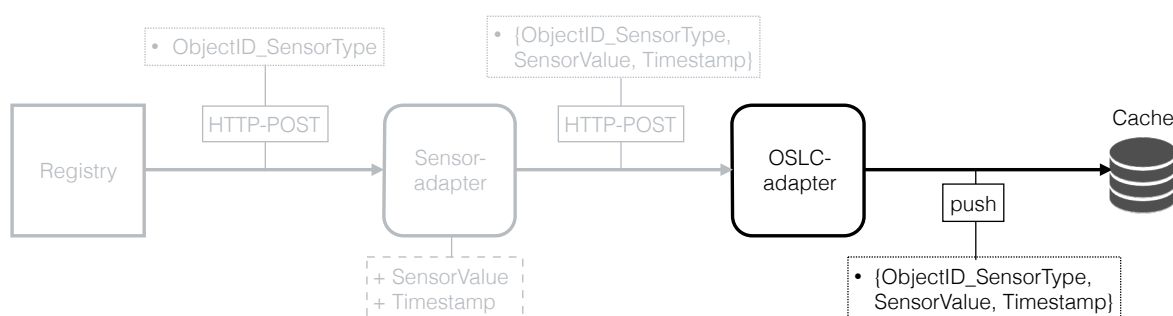 • ObjectID_SensorType
HTTP-POST
• {ObjectID_SensorType,
SensorValue, Timestamp}
HTTP-POST
Registry
Sensor-
adapter
+ SensorValue
+ Timestamp
OSLC-
adapter
push
• {ObjectID_SensorType,
SensorValue, Timestamp}
Cache